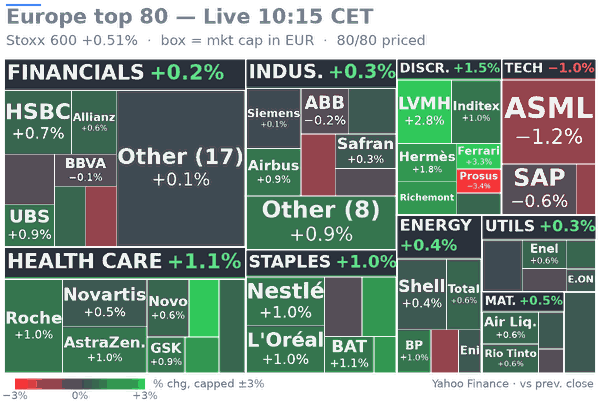 Europe top 80 — Live 10:15 CET
Stoxx 600 +0.51% · box = mkt cap in EUR · 80/80 priced
FINANCIALS +0.2%
HSBC
+0.7%
Allianz
+0.6%
Other (17)
+0.1%
BBVA
−0.1%
UBS
+0.9%
INDUS. +0.3%
Siemens
+0.1%
ABB
−0.2%
Airbus
+0.9%
Safran
+0.3%
Other (8)
+0.9%
DISCR. +1.5%
LVMH
+2.8%
Inditex
+1.0%
Hermès
+1.8%
Ferrari
+3.3%
Prosus
−3.4%
Richemont
TECH −1.0%
ASML
−1.2%
SAP
−0.6%
HEALTH CARE +1.1%
Roche
+1.0%
Novartis
+0.5%
AstraZen.
+1.0%
Novo
+0.6%
GSK
+0.9%
STAPLES +1.0%
Nestlé
+1.0%
L'Oréal
+1.0%
BAT
+1.1%
ENERGY
+0.4%
Shell
+0.4%
Total
+0.6%
BP
+1.0%
Eni
UTILS +0.3%
Enel
+0.6%
E.ON
MAT. +0.5%
Air Liq.
+0.6%
Rio Tinto
+0.6%
−3%
0%
+3%
% chg, capped ±3%
Yahoo Finance · vs prev. close